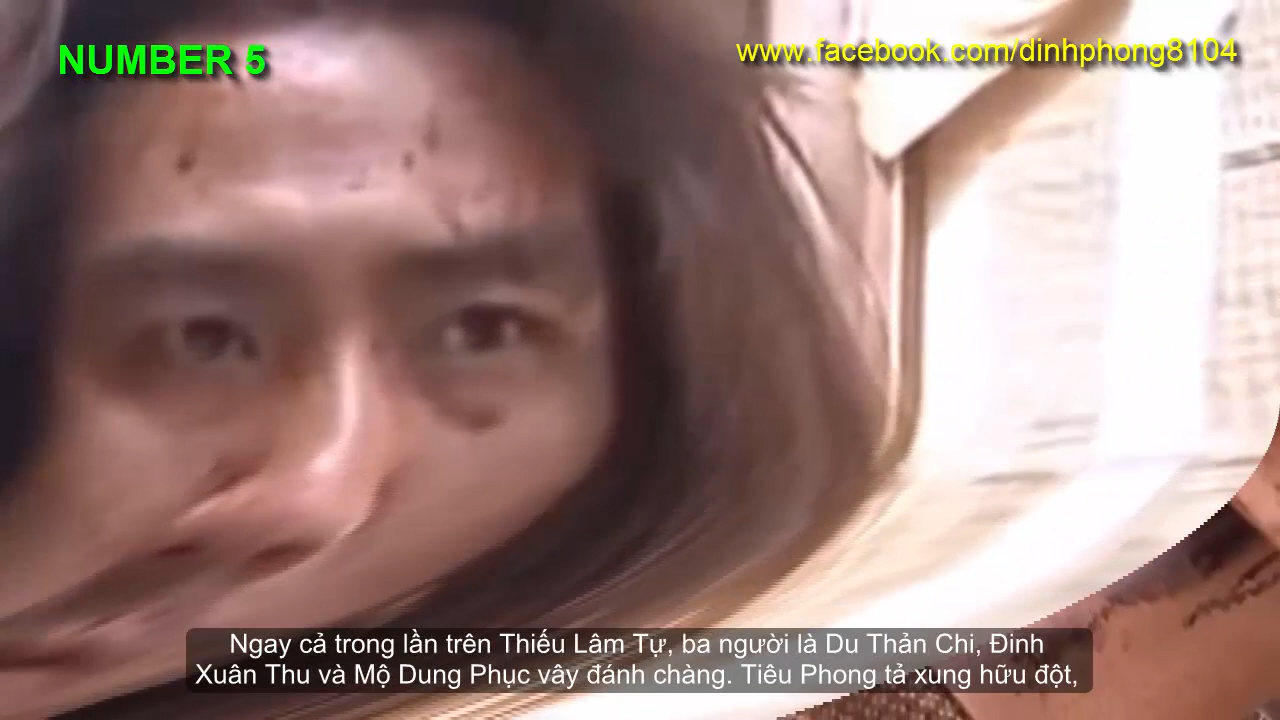 NUMBER 5
www.facebook.com/dinhphong8104
Ngay cả trong lần trên Thiếu Lâm Tự, ba người là Du Thản Chi, Đinh
Xuân Thu và Mộ Dung Phục vây đánh chàng. Tiêu Phong tả xung hữu đột,